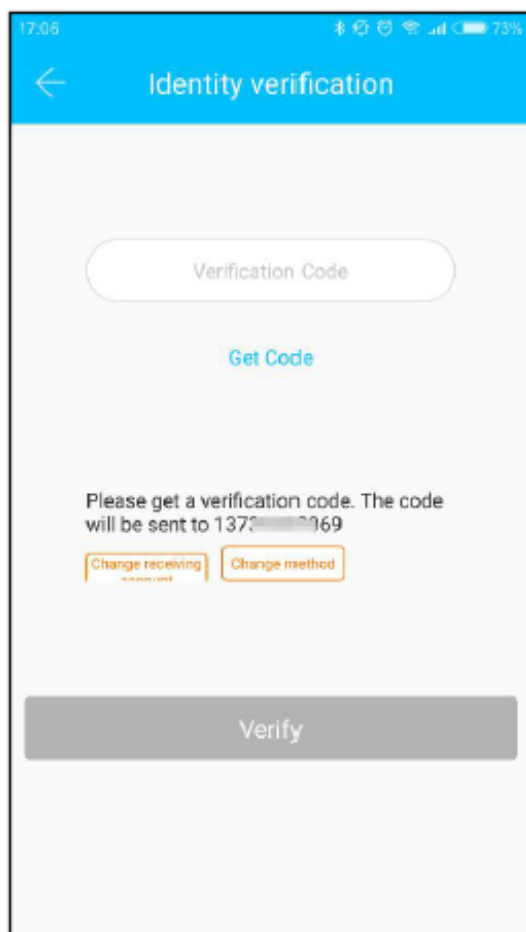 17:06 73%
Identity verification
Verification Code
Get Code
Please get a verification code. The code
will be sent to 137 069
Change receiving
account
Change method
Verify